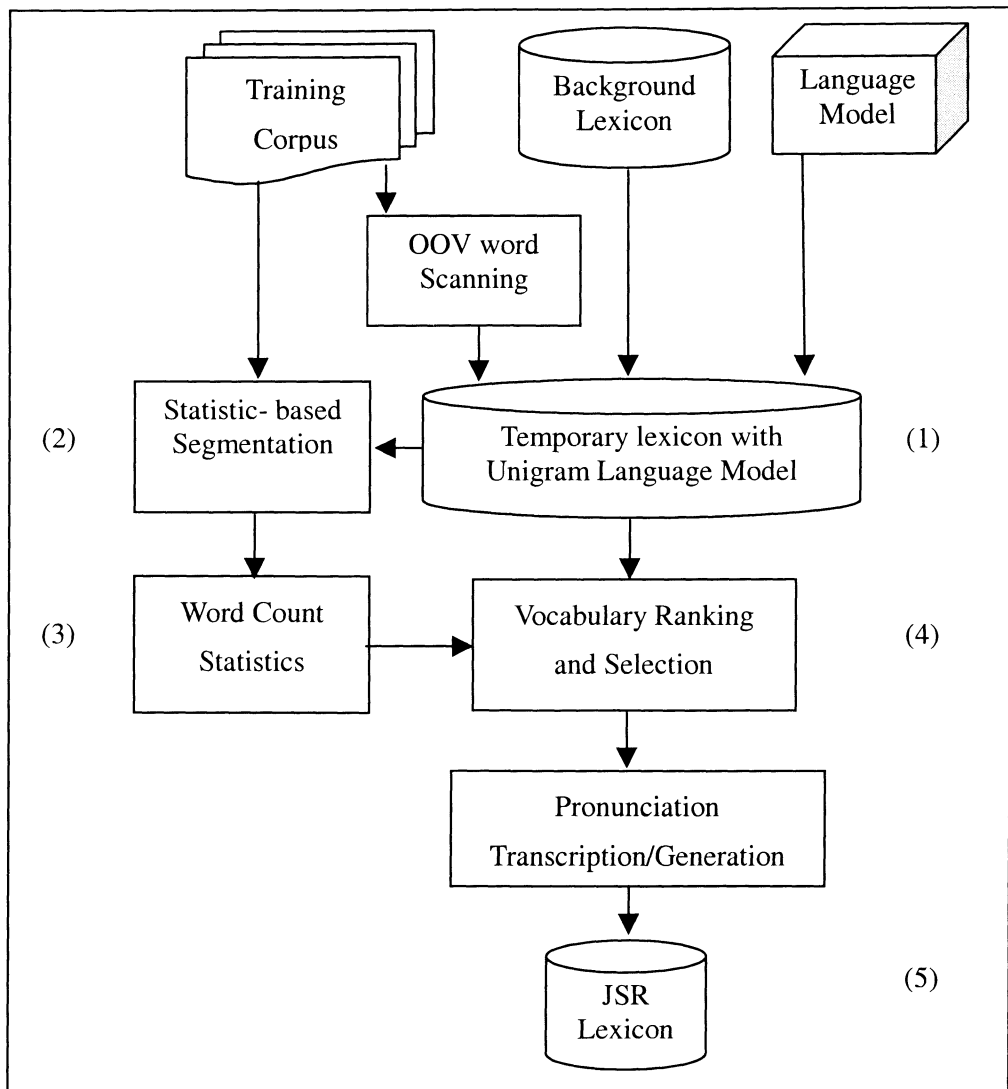 Training
Corpus
Background
Lexicon
Language
Model
OOV word
Scanning
(2)
Statistic- based
Segmentation
Temporary lexicon with
Unigram Language Model
(1)
(3)
Word Count
Statistics
Vocabulary Ranking
and Selection
(4)
Pronunciation
Transcription/Generation
JSR
Lexicon
(5)